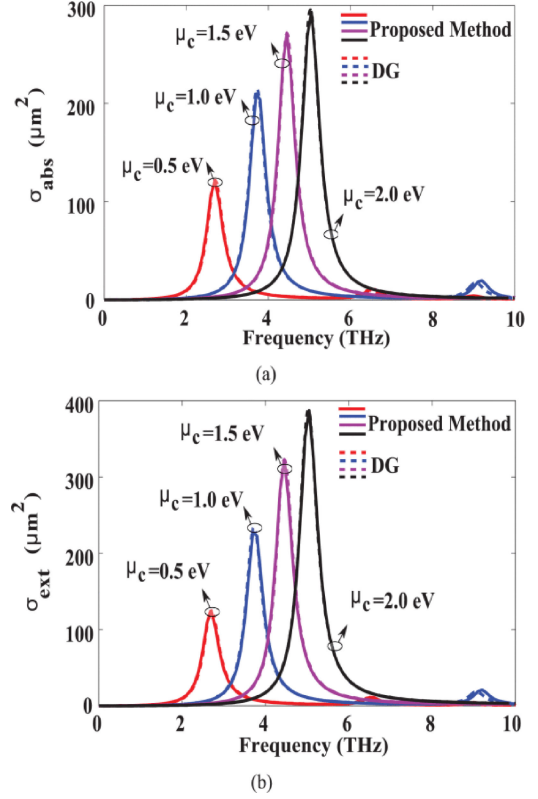 300
200
100
0
σabs (μm²)
μc=1.5 eV
μc=1.0 eV
μc=0.5 eV
μc=2.0 eV
Proposed Method
DG
0 2 4 6 8 10
Frequency (THz)
(a)
400
300
200
100
0
σext (μm²)
μc=1.5 eV
μc=1.0 eV
μc=0.5 eV
μc=2.0 eV
Proposed Method
DG
0 2 4 6 8 10
Frequency (THz)
(b)